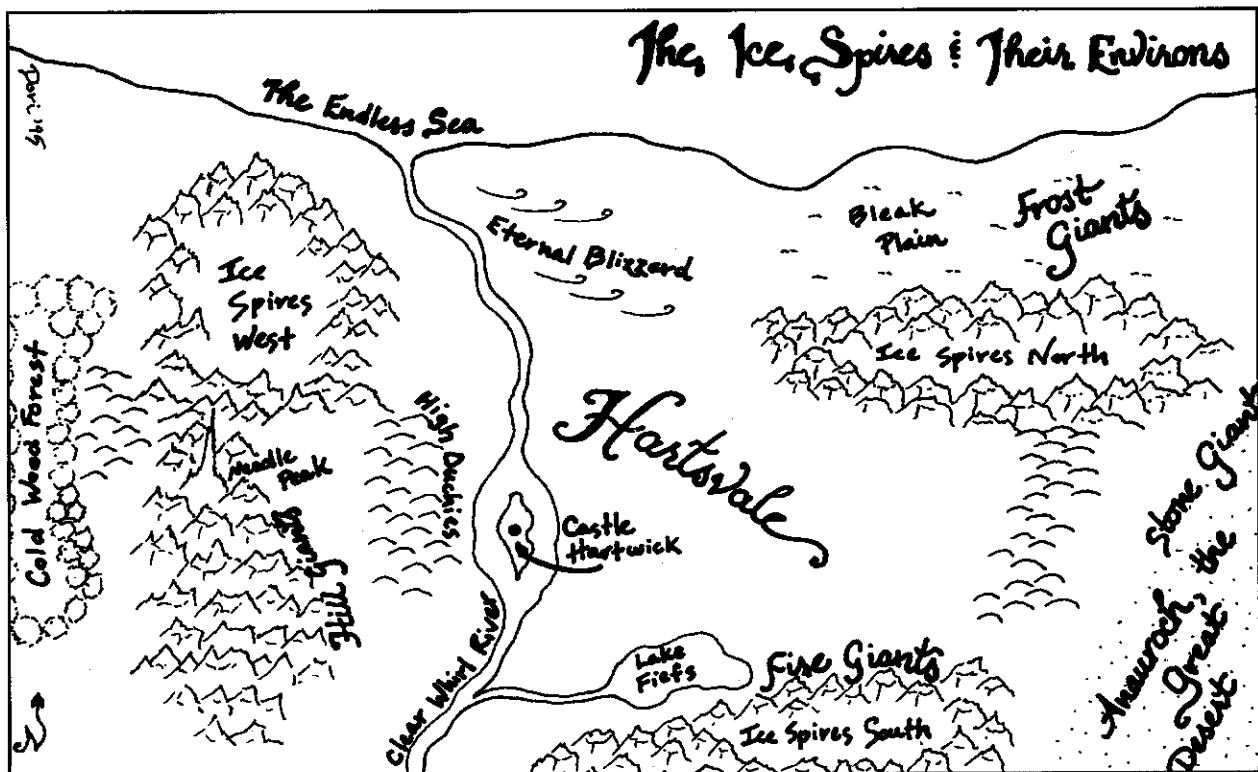 The Ice Spires & Their Environs
The Endless Sea
Bleak
Plain
Frost
Giants
Eternal Blizzard
Ice
Spires
West
Ice Spires North
Cold Wood Forest
High Duchies
Hartsvale
Needle
Peak
Hill Giants
Castle
Hartwick
Stone Giants
Anauroch, the
Great
Desert
Clear Whirl River
Lake
Fiefs
Fire Giants
Ice Spires South